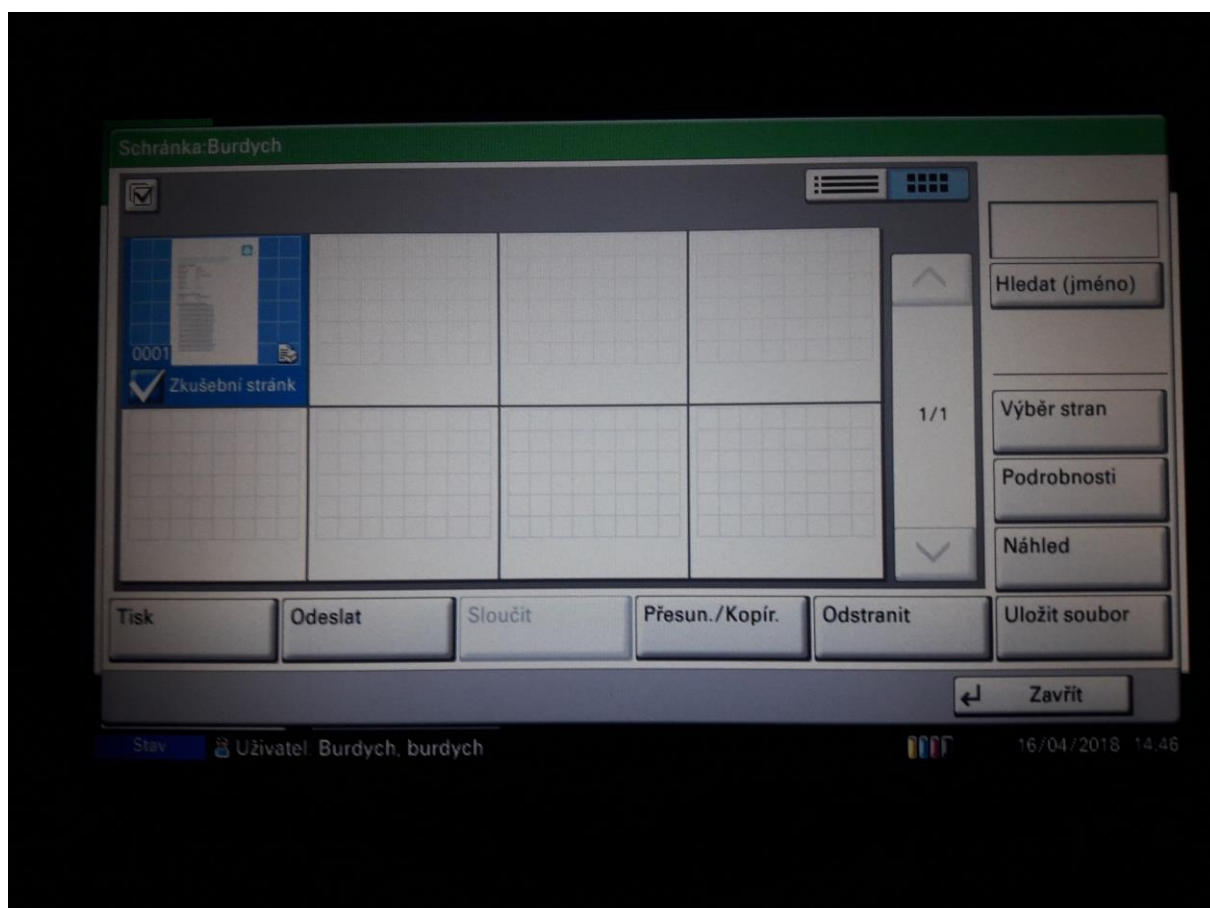 Schránka:Burdych
Hledat (jméno)
0001
Zkušební stránk
1/1
Výběr stran
Podrobnosti
Náhled
Tisk
Odeslat
Sloučit
Přesun./Kopír.
Odstranit
Uložit soubor
Zavřít
Stav
Uživatel: Burdych, burdych
16/04/2018 14:46